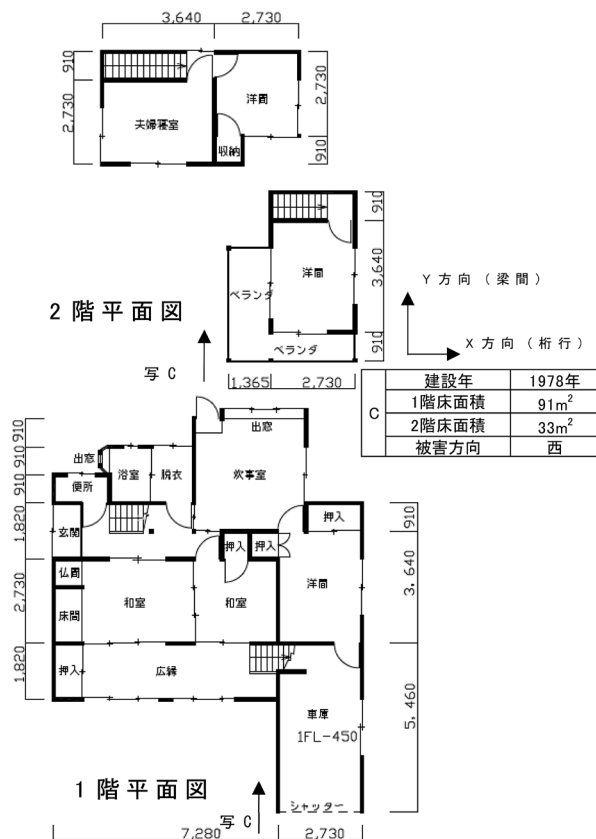 3,640 2,730
910
2,730
2,730
910
洋間
夫婦寝室
収納
910
3,640
910
洋間
ベランダ
ベランダ
1,365 2,730
2階平面図
写 C
Y 方向 (梁間)
X 方向 (桁行)
C
建設年 1978年
1階床面積 91m²
2階床面積 33m²
被害方向 西
910
910
910
1,820
2,730
1,820
出窓
出窓
浴室
脱衣
炊事室
便所
玄関
押入
押入
押入
仏間
和室
和室
洋間
床間
押入
広縁
車庫
1FL-450
シャッター
910
3,640
5,460
1階平面図
写 C
7,280 2,730